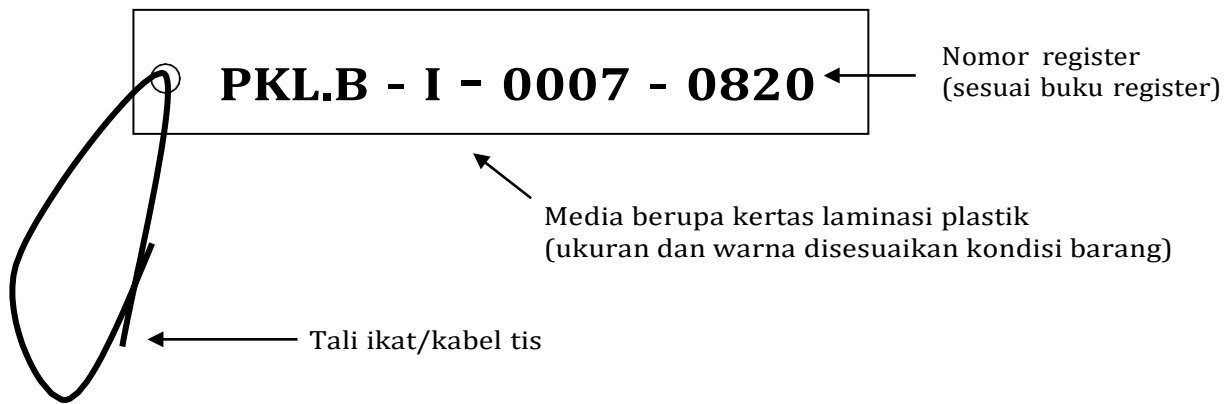 PKL.B - I - 0007 - 0820
Nomor register
(sesuai buku register)
Media berupa kertas laminasi plastik
(ukuran dan warna disesuaikan kondisi barang)
Tali ikat/kabel tis